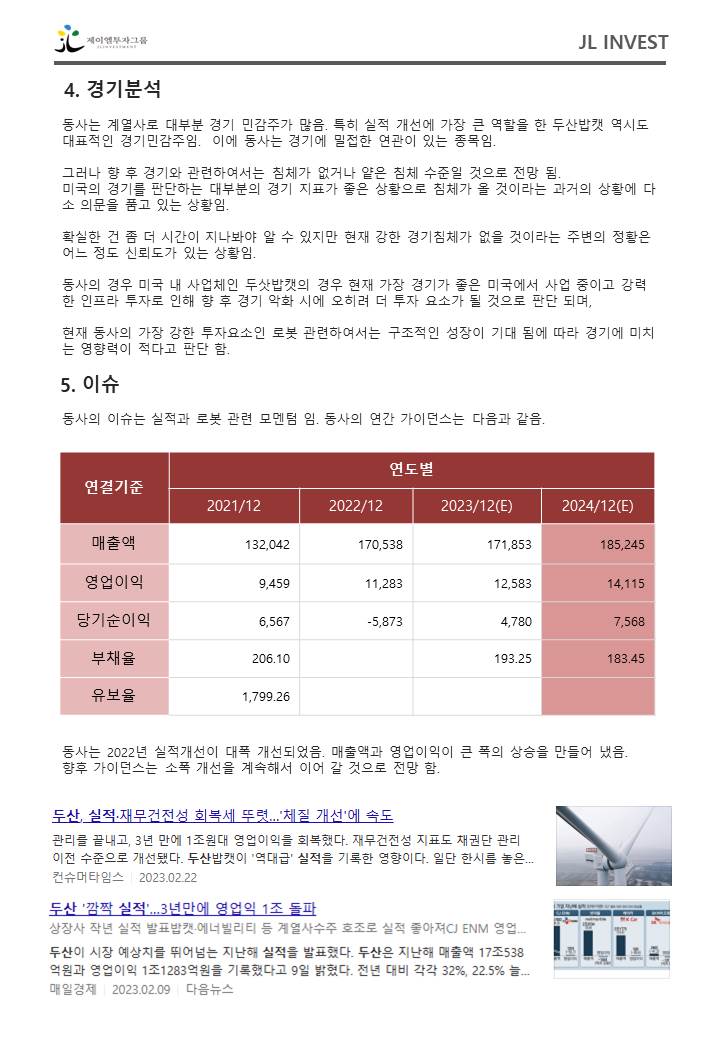 제이엠투자그룹
JL INVESTMENT
JL INVEST
4. 경기분석
동사는 계열사로 대부분 경기 민감주가 많음. 특히 실적 개선에 가장 큰 역할을 한 두산밥캣 역시도
대표적인 경기민감주임. 이에 동사는 경기에 밀접한 연관이 있는 종목임.
그러나 향 후 경기와 관련하여서는 침체가 없거나 얕은 침체 수준일 것으로 전망 됨.
미국의 경기를 판단하는 대부분의 경기 지표가 좋은 상황으로 침체가 올 것이라는 과거의 상황에 다
소 의문을 품고 있는 상황임.
확실한 건 좀 더 시간이 지나봐야 알 수 있지만 현재 강한 경기침체가 없을 것이라는 주변의 정황은
어느 정도 신뢰도가 있는 상황임.
동사의 경우 미국 내 사업체인 두삿밥캣의 경우 현재 가장 경기가 좋은 미국에서 사업 중이고 강력
한 인프라 투자로 인해 향 후 경기 악화 시에 오히려 더 투자 요소가 될 것으로 판단 되며,
현재 동사의 가장 강한 투자요소인 로봇 관련하여서는 구조적인 성장이 기대 됨에 따라 경기에 미치
는 영향력이 적다고 판단 함.
5. 이슈
동사의 이슈는 실적과 로봇 관련 모멘텀 임. 동사의 연간 가이던스는 다음과 같음.
연결기준 연도별
2021/12 2022/12 2023/12(E) 2024/12(E)
매출액 132,042 170,538 171,853 185,245
영업이익 9,459 11,283 12,583 14,115
당기순이익 6,567 -5,873 4,780 7,568
부채율 206.10 193.25 183.45
유보율 1,799.26
동사는 2022년 실적개선이 대폭 개선되었음. 매출액과 영업이익이 큰 폭의 상승을 만들어 냈음.
향후 가이던스는 소폭 개선을 계속해서 이어 갈 것으로 전망 함.
두산, 실적·재무건전성 회복세 뚜렷...'체질 개선'에 속도
관리를 끝내고, 3년 만에 1조원대 영업이익을 회복했다. 재무건전성 지표도 채권단 관리
이전 수준으로 개선됐다. 두산밥캣이 '역대급' 실적을 기록한 영향이다. 일단 한시를 놓은...
컨슈머타임스 | 2023.02.22
두산 '깜짝 실적'...3년만에 영업익 1조 돌파
상장사 작년 실적 발표밥캣·에너빌리티 등 계열사수주 호조로 실적 좋아져CJ ENM 영업...
두산이 시장 예상치를 뛰어넘는 지난해 실적을 발표했다. 두산은 지난해 매출액 17조538
억원과 영업이익 1조1283억원을 기록했다고 9일 밝혔다. 전년 대비 각각 32%, 22.5% 늘...
매일경제 | 2023.02.09 | 다음뉴스